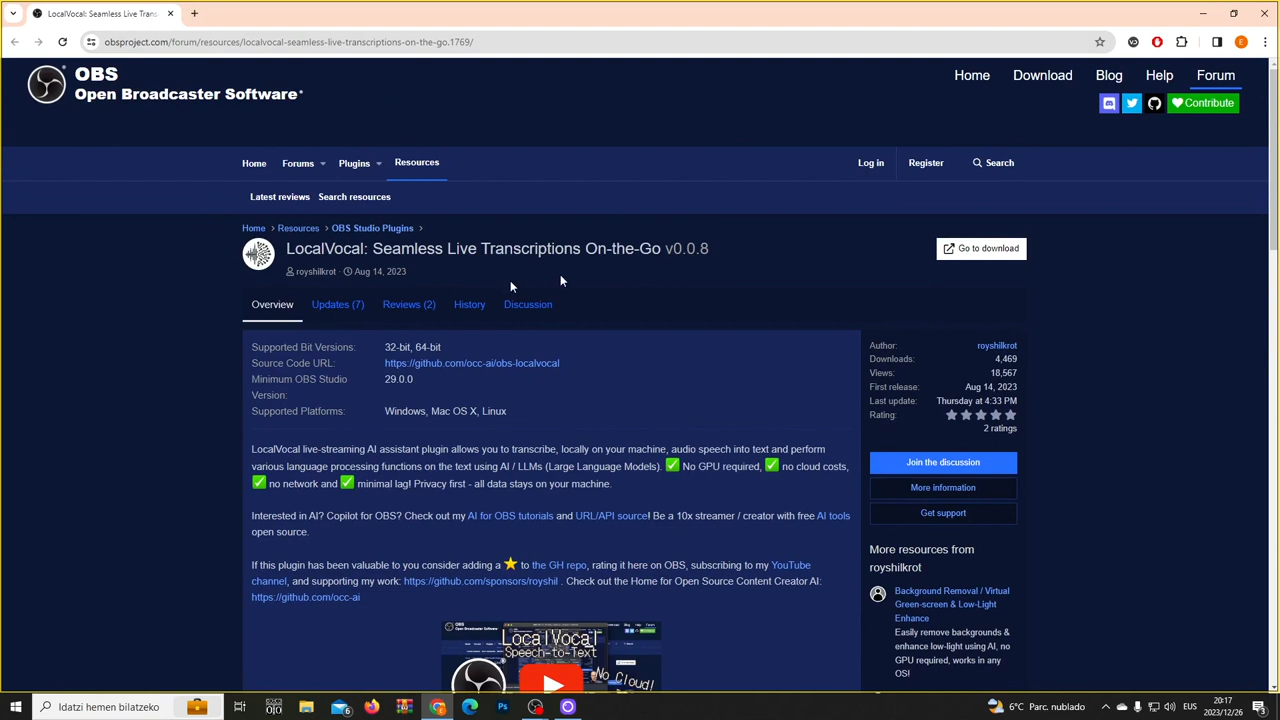 LocalVocal: Seamless Live Trans
obsproject.com/forum/resources/localvocal-seamless-live-transcriptions-on-the-go.1769/
E
OBS
Open Broadcaster Software
Home Download Blog Help Forum
Contribute
Home Forums Plugins Resources Log in Register Search
Latest reviews Search resources
Home > Resources > OBS Studio Plugins >
LocalVocal: Seamless Live Transcriptions On-the-Go v0.0.8
Go to download
royshilkrot · Aug 14, 2023
Overview Updates (7) Reviews (2) History Discussion
Supported Bit Versions: 32-bit, 64-bit
Source Code URL: https://github.com/occ-ai/obs-localvocal
Minimum OBS Studio 29.0.0
Version:
Supported Platforms: Windows, Mac OS X, Linux
LocalVocal live-streaming AI assistant plugin allows you to transcribe, locally on your machine, audio speech into text and perform
various language processing functions on the text using AI / LLMs (Large Language Models). ✅ No GPU required, ✅ no cloud costs,
✅ no network and ✅ minimal lag! Privacy first - all data stays on your machine.
Interested in AI? Copilot for OBS? Check out my AI for OBS tutorials and URL/API source! Be a 10x streamer / creator with free AI tools
open source.
If this plugin has been valuable to you consider adding a ⭐ to the GH repo, rating it here on OBS, subscribing to my YouTube
channel, and supporting my work: https://github.com/sponsors/royshil . Check out the Home for Open Source Content Creator AI:
https://github.com/occ-ai
LocalVocal
Speech-to-Text
No Cloud!
Author: royshilkrot
Downloads: 4,469
Views: 18,567
First release: Aug 14, 2023
Last update: Thursday at 4:33 PM
Rating:
2 ratings
Join the discussion
More information
Get support
More resources from
royshilkrot
Background Removal / Virtual
Green-screen & Low-Light
Enhance
Easily remove backgrounds &
enhance low-light using AI, no
GPU required, works in any
OS!
Idatzi hemen bilatzeko
6°C Parc. nublado
EUS
20:17
2023/12/26